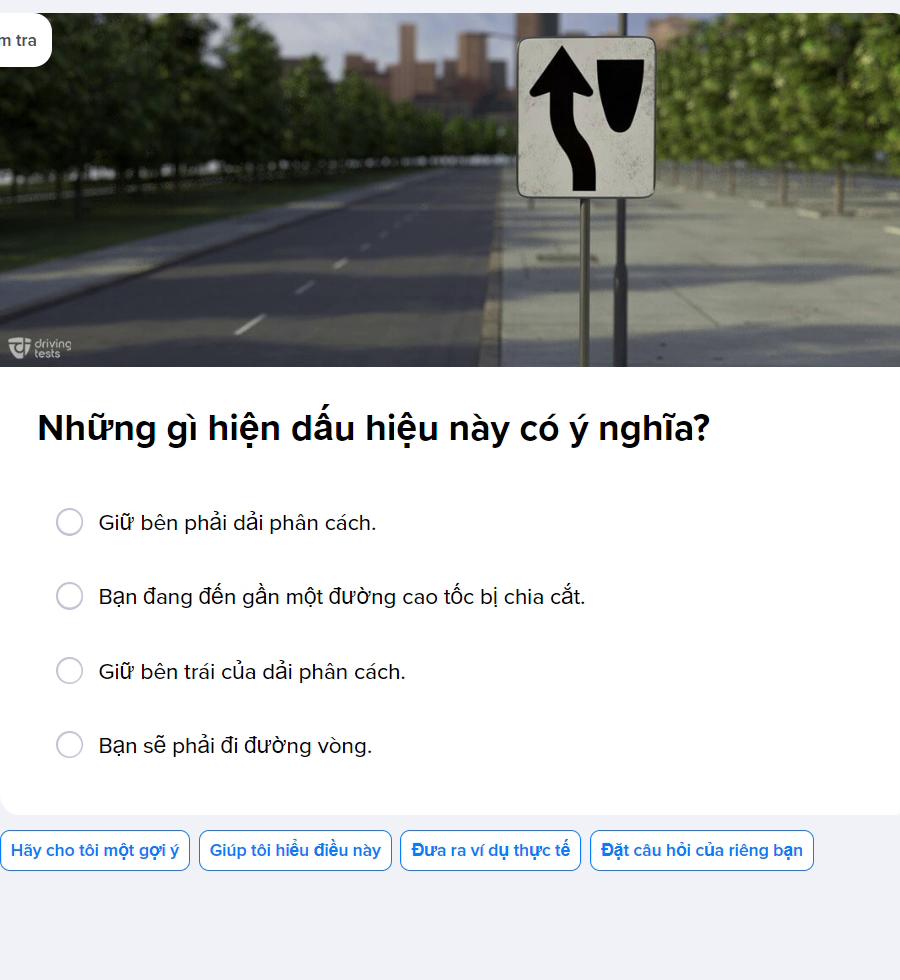 m tra
driving
tests
Những gì hiện dấu hiệu này có ý nghĩa?
Giữ bên phải dải phân cách.
Bạn đang đến gần một đường cao tốc bị chia cắt.
Giữ bên trái của dải phân cách.
Bạn sẽ phải đi đường vòng.
Hãy cho tôi một gợi ý
Giúp tôi hiểu điều này
Đưa ra ví dụ thực tế
Đặt câu hỏi của riêng bạn